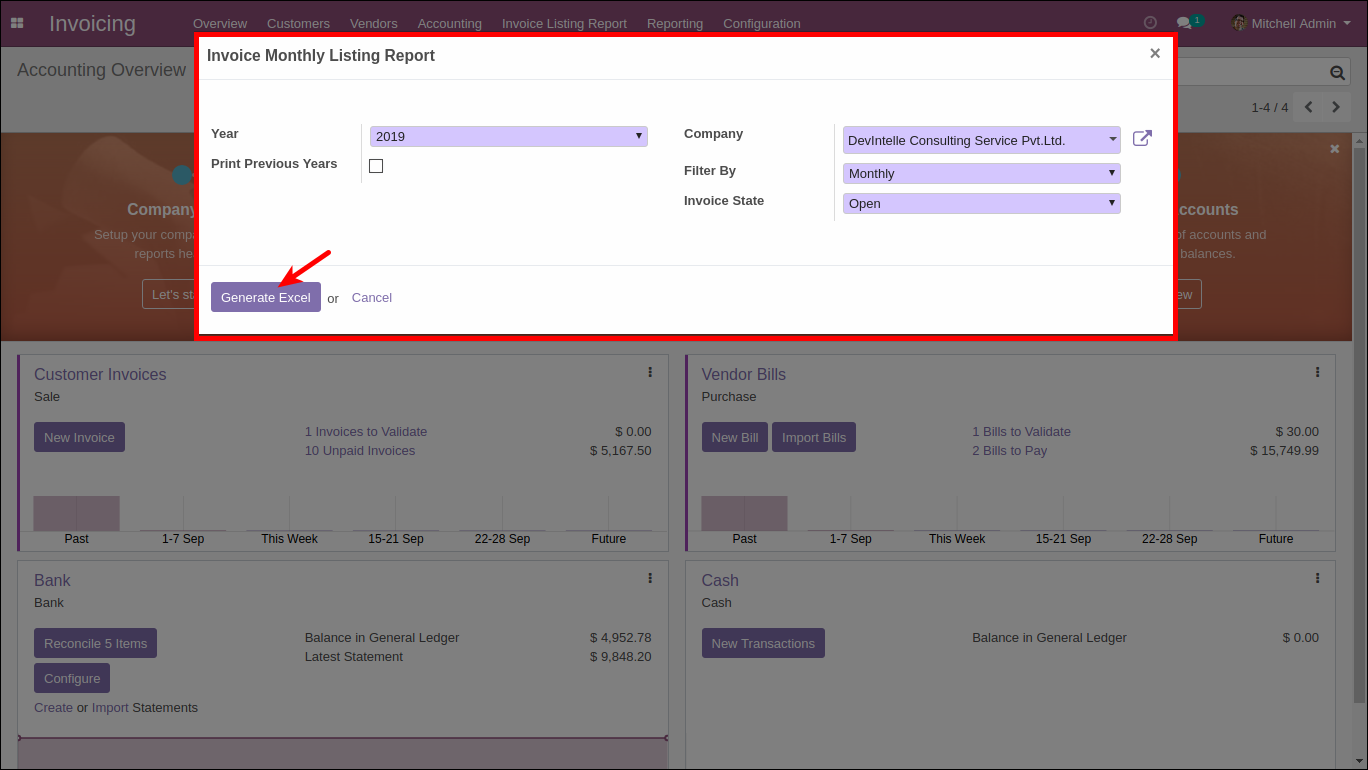 Invoicing
Overview Customers Vendors Accounting Invoice Listing Report Reporting Configuration
1 Mitchell Admin
Accounting Overview
1-4 / 4
Invoice Monthly Listing Report ×
Year 2019
Print Previous Years
Company DevIntelle Consulting Service Pvt.Ltd.
Filter By Monthly
Invoice State Open
Generate Excel or Cancel
Company
Setup your
reports
Let's
ccounts
of accounts and
balances.
ew
Customer Invoices
Sale
New Invoice
1 Invoices to Validate $ 0.00
10 Unpaid Invoices $ 5,167.50
Past 1-7 Sep This Week 15-21 Sep 22-28 Sep Future
Vendor Bills
Purchase
New Bill Import Bills
1 Bills to Validate $ 30.00
2 Bills to Pay $ 15,749.99
Past 1-7 Sep This Week 15-21 Sep 22-28 Sep Future
Bank
Bank
Reconcile 5 Items
Configure
Create or Import Statements
Balance in General Ledger $ 4,952.78
Latest Statement $ 9,848.20
Cash
Cash
New Transactions
Balance in General Ledger $ 0.00